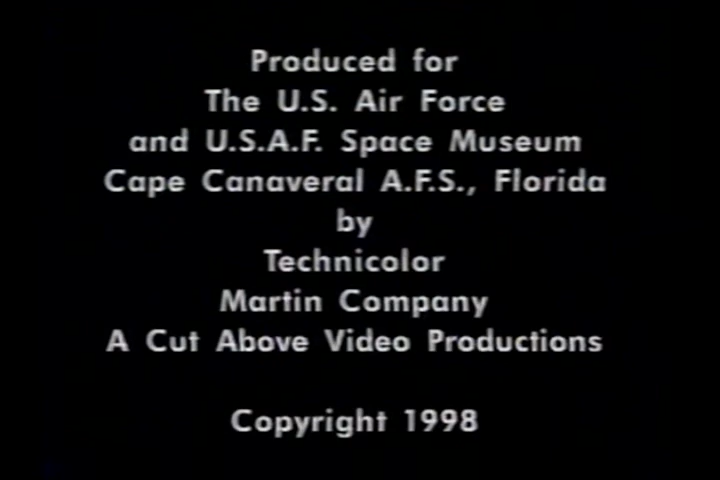 Produced for
The U.S. Air Force
and U.S.A.F. Space Museum
Cape Canaveral A.F.S., Florida
by
Technicolor
Martin Company
A Cut Above Video Productions
Copyright 1998